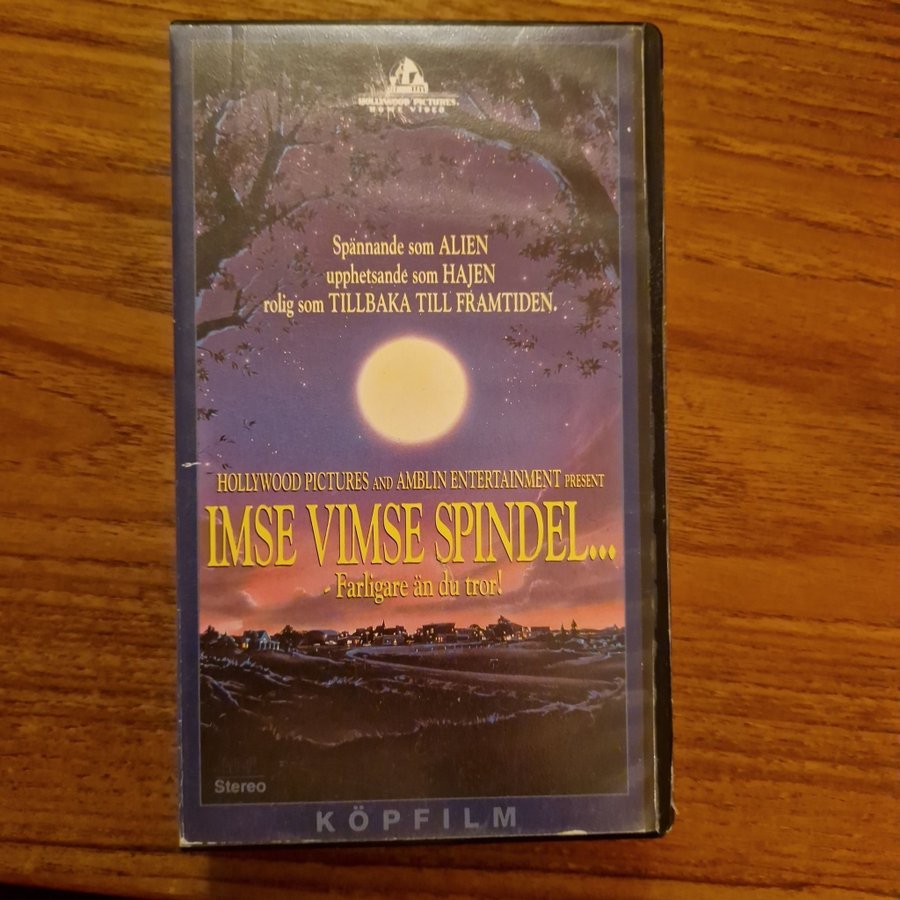 HOLLYWOOD PICTURES
HOME VIDEO
Spännande som ALIEN
upphetsande som HAJEN
rolig som TILLBAKA TILL FRAMTIDEN.
HOLLYWOOD PICTURES AND AMBLIN ENTERTAINMENT PRESENT
IMSE VIMSE SPINDEL...
- Farligare än du tror!
Stereo
KÖPFILM